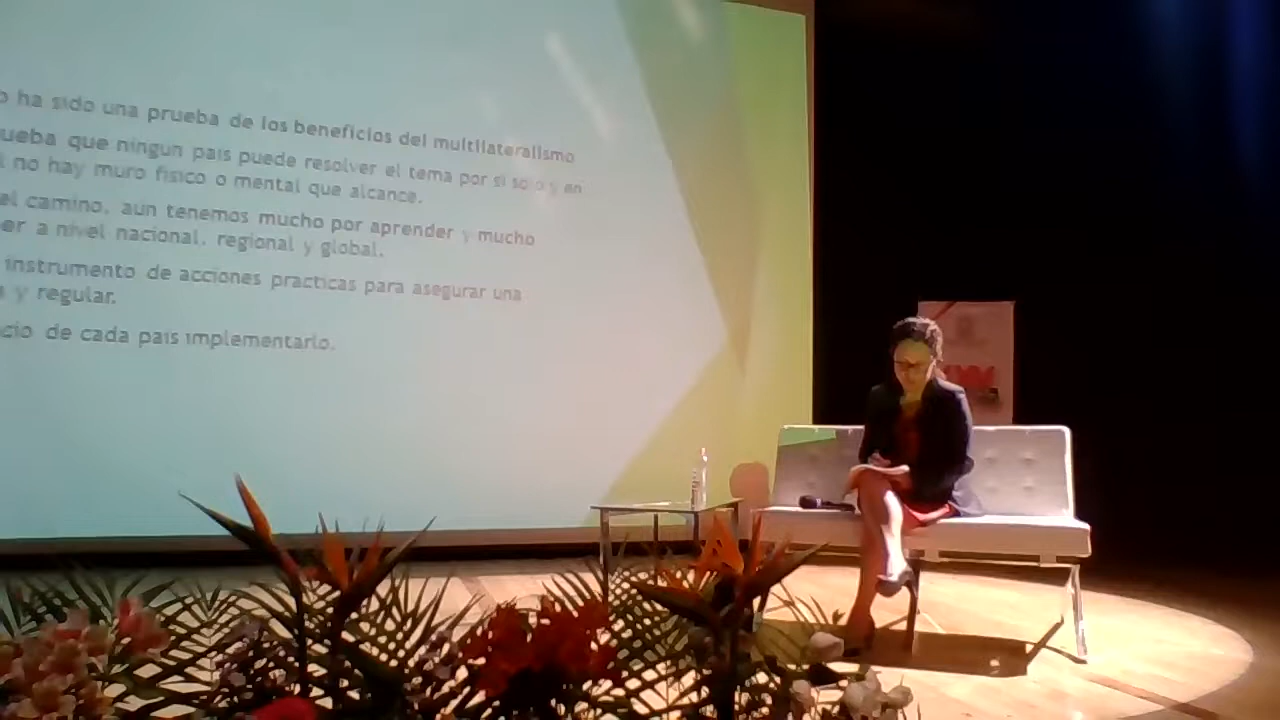 ha sido una prueba de los beneficios del multilateralismo
ueba que ningun pais puede resolver el tema por si solo y en
l no hay muro fisico o mental que alcance.
el camino, aun tenemos mucho por aprender y mucho
er a nivel nacional, regional y global.
instrumento de acciones practicas para asegurar una
y regular.
cio de cada pais implementarlo.